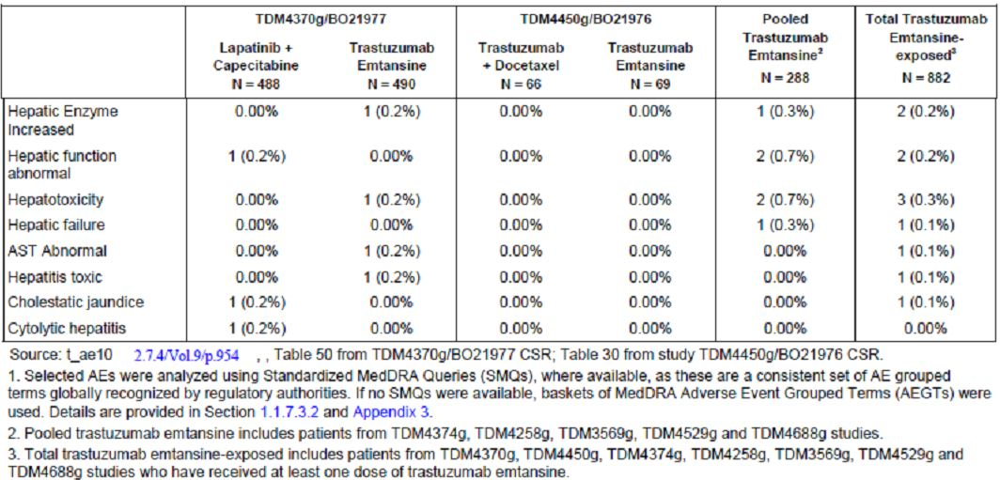 TDM4370g/BO21977 TDM4450g/BO21976 Pooled Trastuzumab Emtansine2 N = 288 Total Trastuzumab Emtansine-exposed3 N = 882
Lapatinib + Capecitabine N = 488 Trastuzumab Emtansine N = 490 Trastuzumab + Docetaxel N = 66 Trastuzumab Emtansine N = 69
Hepatic Enzyme Increased 0.00% 1 (0.2%) 0.00% 0.00% 1 (0.3%) 2 (0.2%)
Hepatic function abnormal 1 (0.2%) 0.00% 0.00% 0.00% 2 (0.7%) 2 (0.2%)
Hepatotoxicity 0.00% 1 (0.2%) 0.00% 0.00% 2 (0.7%) 3 (0.3%)
Hepatic failure 0.00% 0.00% 0.00% 0.00% 1 (0.3%) 1 (0.1%)
AST Abnormal 0.00% 1 (0.2%) 0.00% 0.00% 0.00% 1 (0.1%)
Hepatitis toxic 0.00% 1 (0.2%) 0.00% 0.00% 0.00% 1 (0.1%)
Cholestatic jaundice 1 (0.2%) 0.00% 0.00% 0.00% 0.00% 1 (0.1%)
Cytolytic hepatitis 1 (0.2%) 0.00% 0.00% 0.00% 0.00% 0.00%
Source: t_ae10 2.7.4/Vol.9/p.954 , , Table 50 from TDM4370g/BO21977 CSR; Table 30 from study TDM4450g/BO21976 CSR.
1. Selected AEs were analyzed using Standardized MedDRA Queries (SMQs), where available, as these are a consistent set of AE grouped
terms globally recognized by regulatory authorities. If no SMQs were available, baskets of MedDRA Adverse Event Grouped Terms (AEGTs) were
used. Details are provided in Section 1.1.7.3.2 and Appendix 3.
2. Pooled trastuzumab emtansine includes patients from TDM4374g, TDM4258g, TDM3569g, TDM4529g and TDM4688g studies.
3. Total trastuzumab emtansine-exposed includes patients from TDM4370g, TDM4450g, TDM4374g, TDM4258g, TDM3569g, TDM4529g and
TDM4688g studies who have received at least one dose of trastuzumab emtansine.